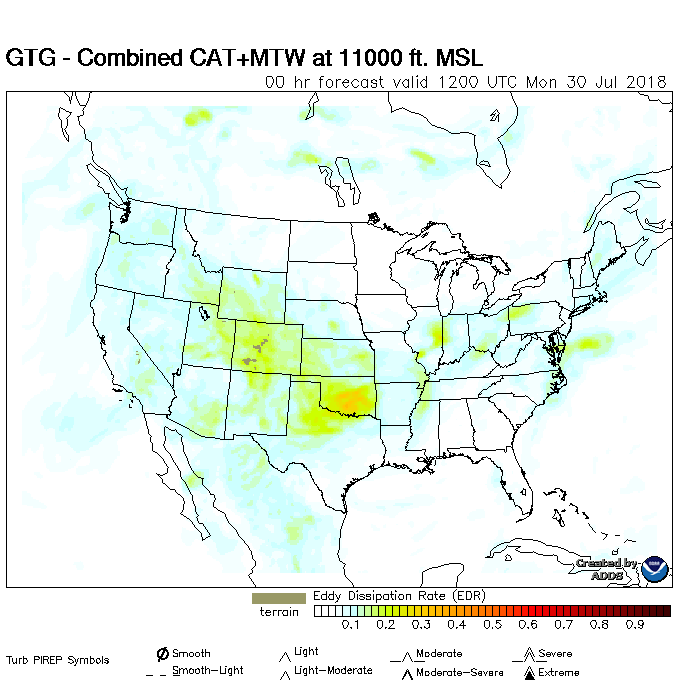 GTG - Combined CAT+MTW at 11000 ft. MSL
00 hr forecast valid 1200 UTC Mon 30 Jul 2018
Created by
ADDS
NOAA
Eddy Dissipation Rate (EDR)
terrain
0.1 0.2 0.3 0.4 0.5 0.6 0.7 0.8 0.9
Turb PIREP Symbols
Smooth Light Moderate Severe
Smooth-Light Light-Moderate Moderate-Severe Extreme